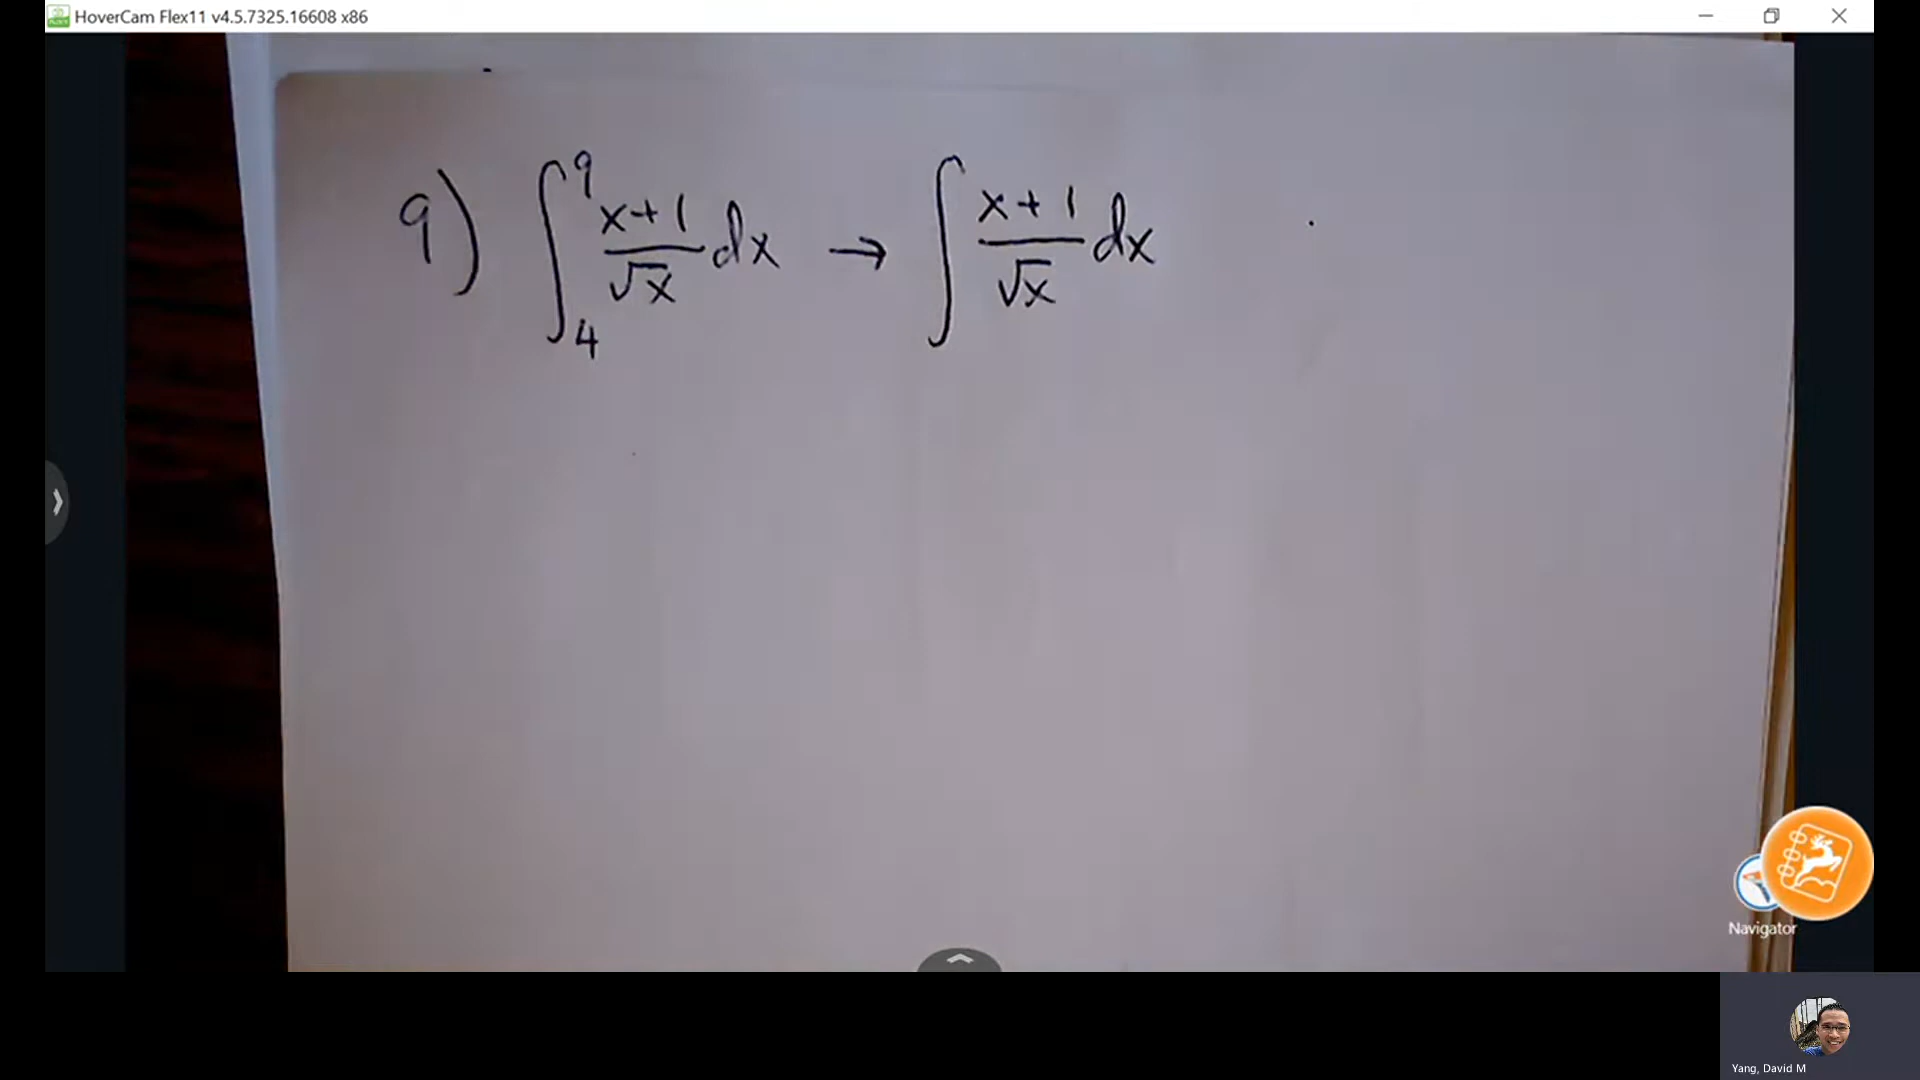 HoverCam Flex11 v4.5.7325.16608 x86
9) ∫₄⁹ (x+1)/√x dx → ∫ (x+1)/√x dx
Navigator
Yang, David M